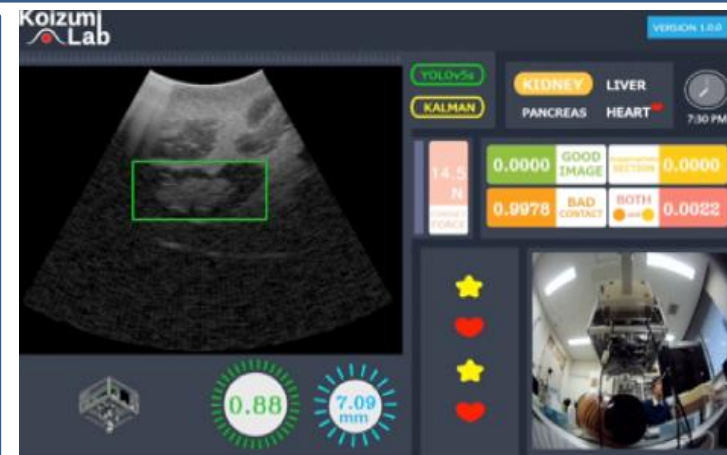 Koizumi
Lab
VERSION 1.0.0
YOLOv5s
KALMAN
KIDNEY LIVER
PANCREAS HEART
7:30 PM
14.5
N
FORCE
0.0000 GOOD
IMAGE
SECTION 0.0000
0.9978 BAD
CONTACT
BOTH
0.0022
0.88
7.09
mm